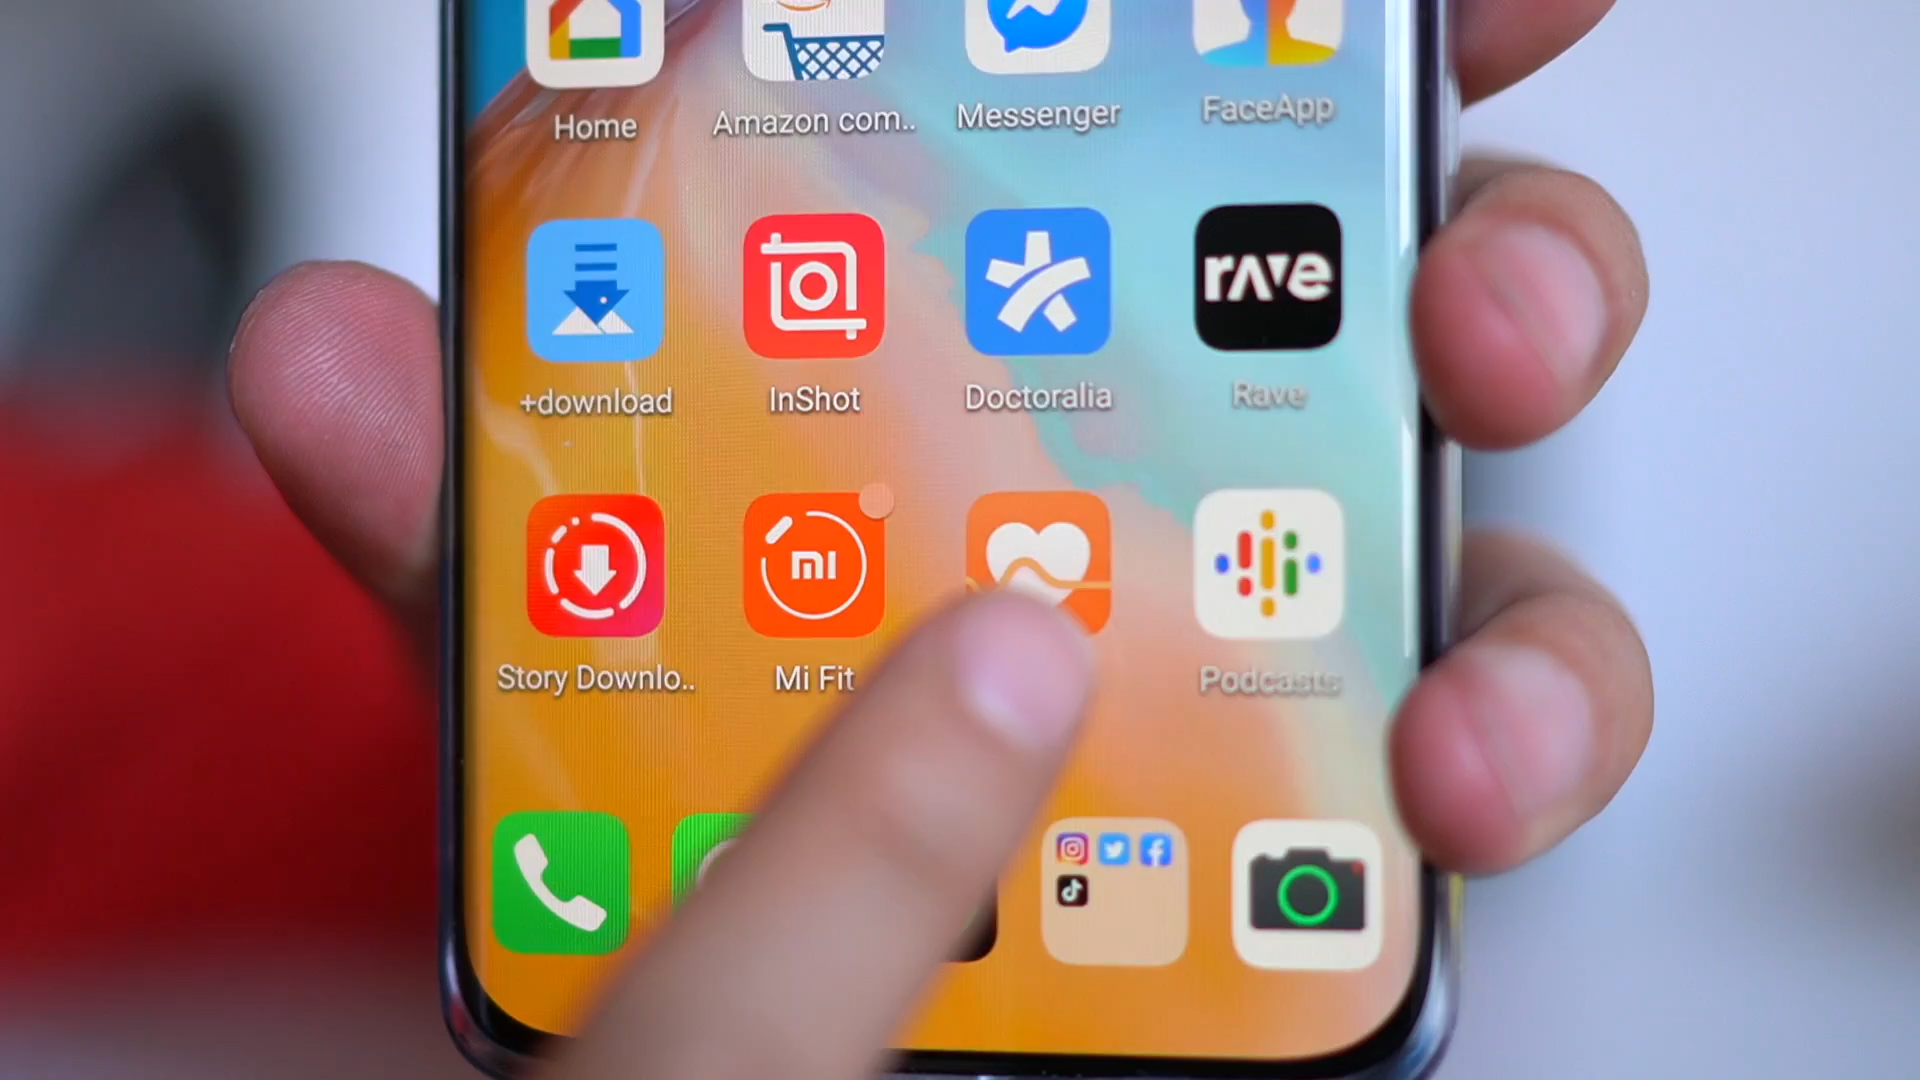 Home
Amazon com..
Messenger
FaceApp
rave
+download
InShot
Doctoralia
Rave
mi
Story Downlo..
Mi Fit
Podcasts